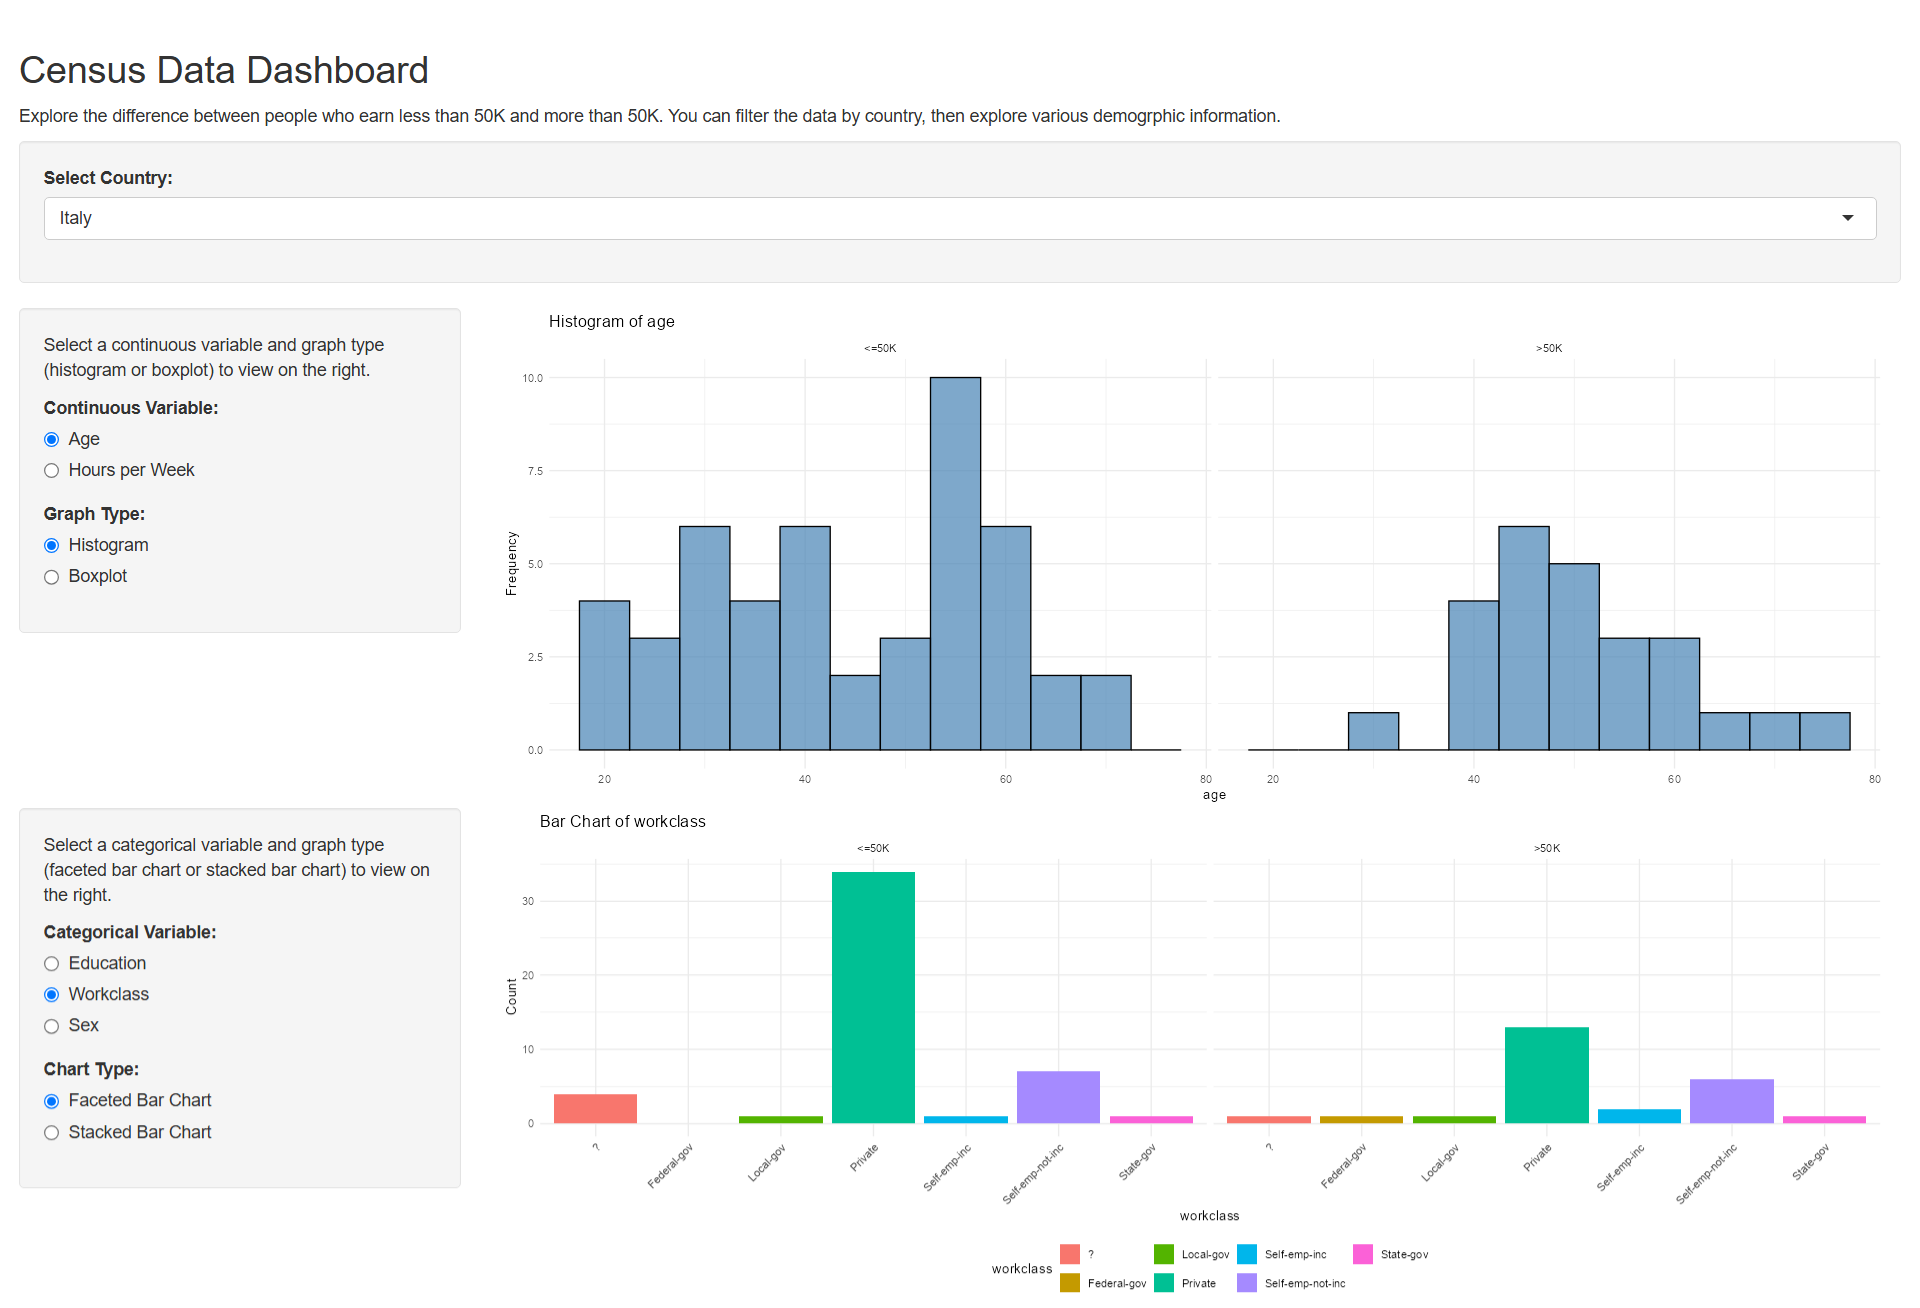 Census Data Dashboard
Explore the difference between people who earn less than 50K and more than 50K. You can filter the data by country, then explore various demogrphic information.
Select Country:
Italy
Select a continuous variable and graph type
(histogram or boxplot) to view on the right.
Continuous Variable:
Age
Hours per Week
Graph Type:
Histogram
Boxplot
Histogram of age
<=50K >50K
Frequency
10.0
7.5
5.0
2.5
0.0
20 40 60 80 20 40 60 80
age
Select a categorical variable and graph type
(faceted bar chart or stacked bar chart) to view on
the right.
Categorical Variable:
Education
Workclass
Sex
Chart Type:
Faceted Bar Chart
Stacked Bar Chart
Bar Chart of workclass
<=50K >50K
Count
30
20
10
0
? Federal-gov Local-gov Private Self-emp-inc Self-emp-not-inc State-gov ? Federal-gov Local-gov Private Self-emp-inc Self-emp-not-inc State-gov
workclass
workclass
? Local-gov Self-emp-inc State-gov
Federal-gov Private Self-emp-not-inc